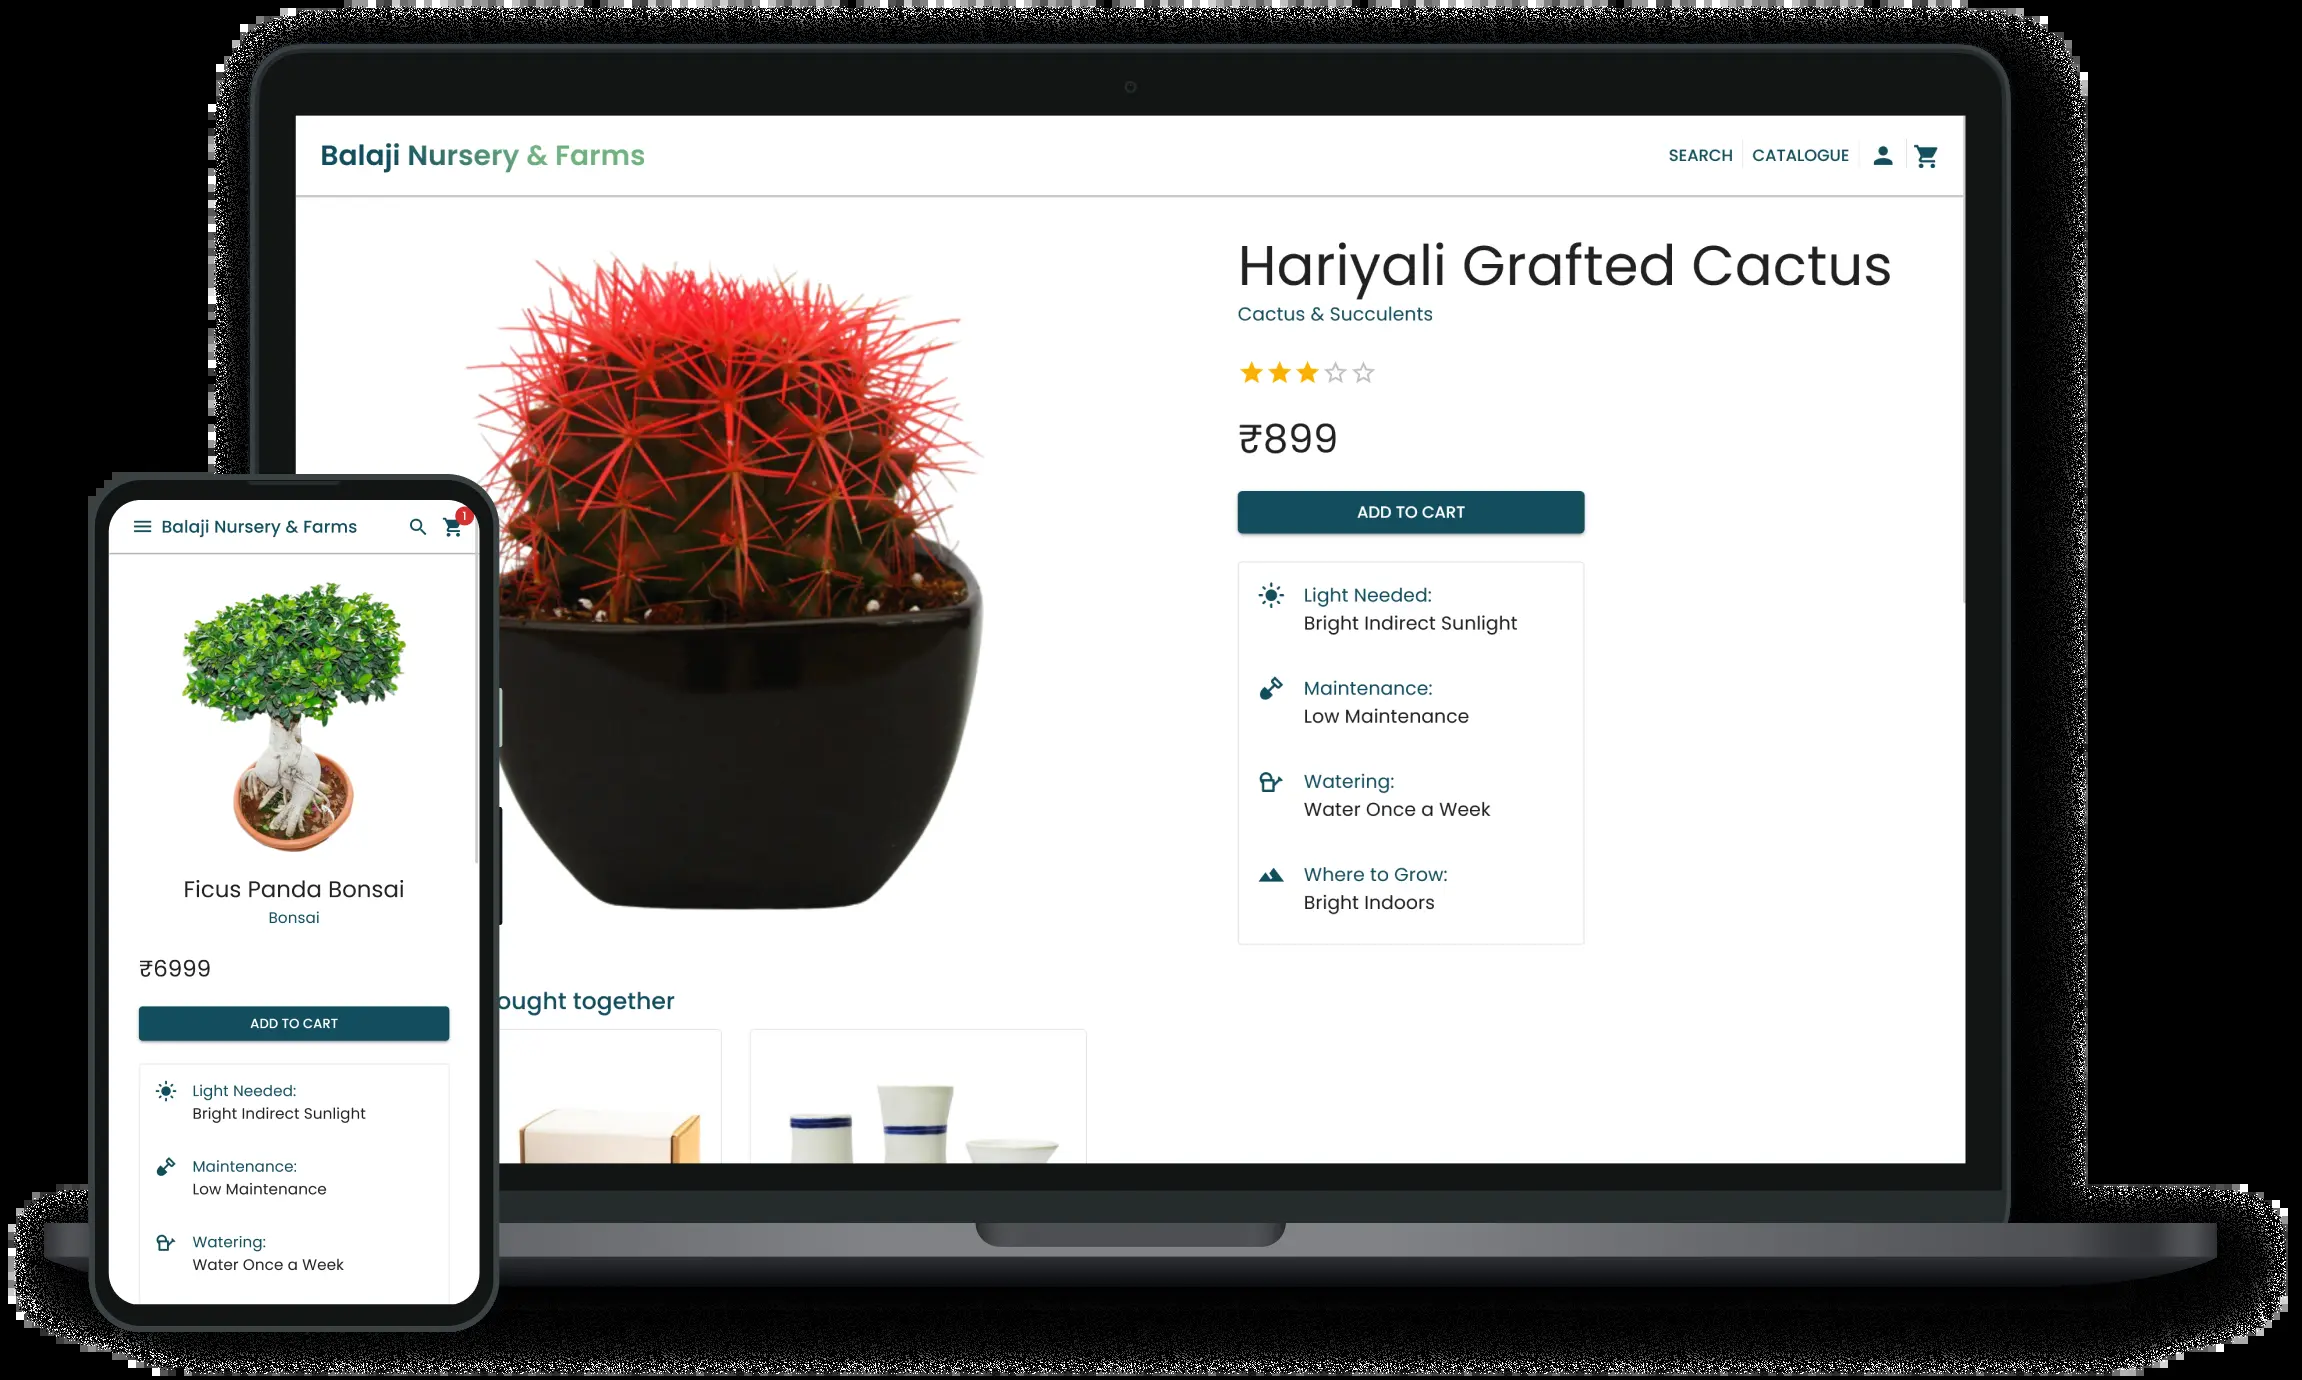 Balaji Nursery & Farms
SEARCH
CATALOGUE
Hariyali Grafted Cactus
Cactus & Succulents
₹899
ADD TO CART
Light Needed:
Bright Indirect Sunlight
Maintenance:
Low Maintenance
Watering:
Water Once a Week
Where to Grow:
Bright Indoors
ought together
Balaji Nursery & Farms
1
Ficus Panda Bonsai
Bonsai
₹6999
ADD TO CART
Light Needed:
Bright Indirect Sunlight
Maintenance:
Low Maintenance
Watering:
Water Once a Week